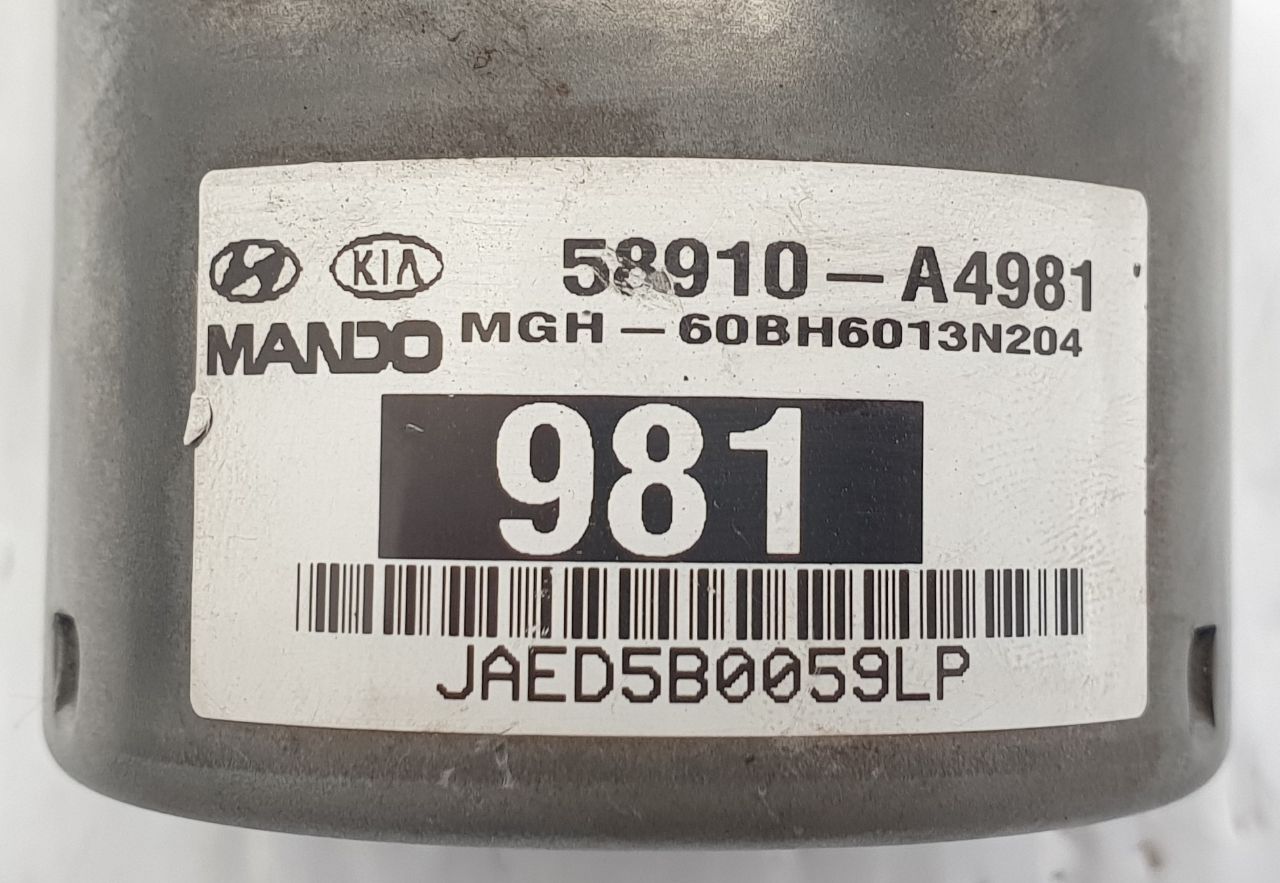 KIA 58910-A4981
MANDO MGH-60BH6013N204
981
JAED5B0059LP